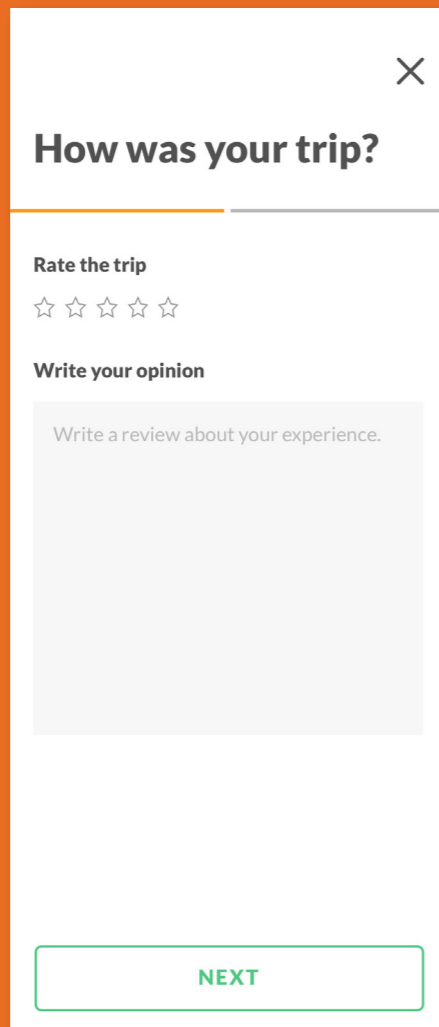 How was your trip?
Rate the trip
Write your opinion
Write a review about your experience.
NEXT